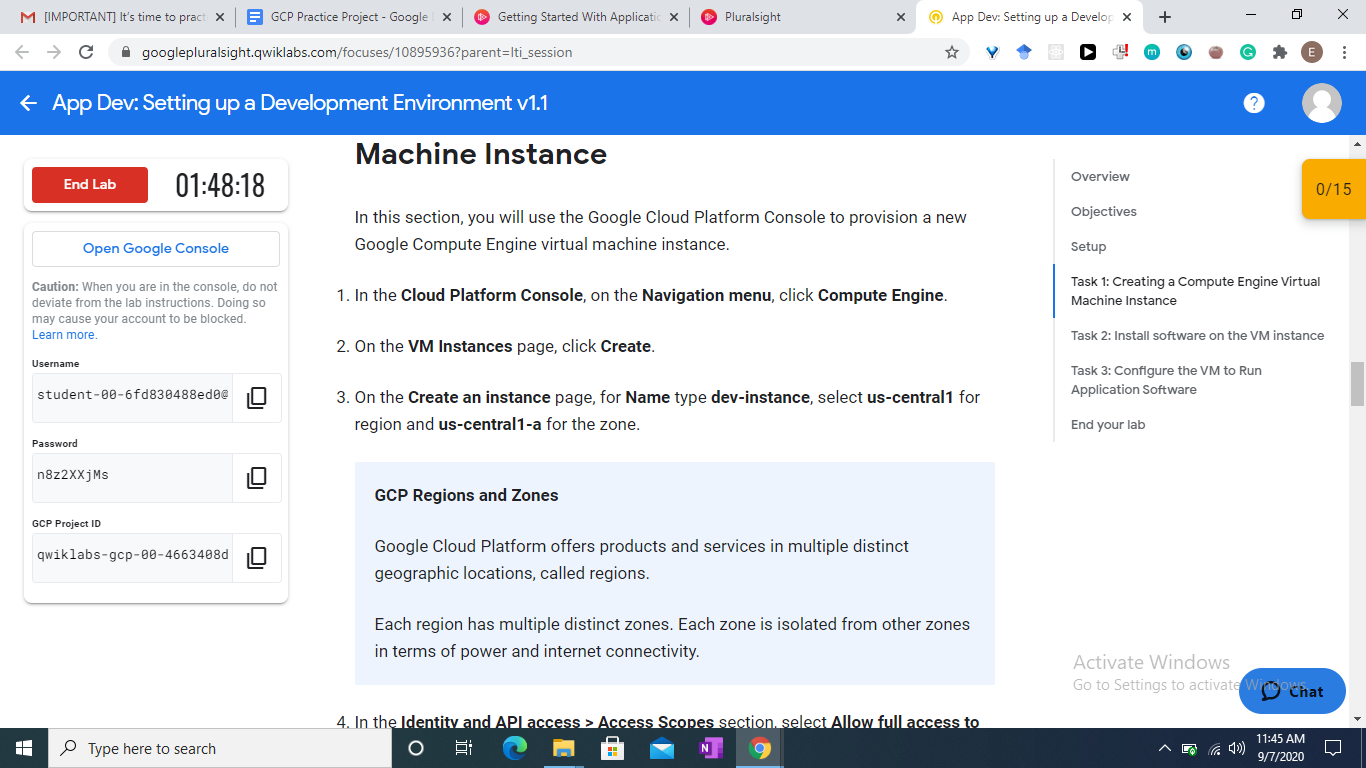 [IMPORTANT] It's time to pract
GCP Practice Project - Google
Getting Started With Applicatio
Pluralsight
App Dev: Setting up a Develop
googlepluralsight.qwiklabs.com/focuses/10895936?parent=lti_session
E
App Dev: Setting up a Development Environment v1.1
?
End Lab
01:48:18
Open Google Console
Caution: When you are in the console, do not
deviate from the lab instructions. Doing so
may cause your account to be blocked.
Learn more.
Username
student-00-6fd830488ed0@
Password
n8z2XXjMs
GCP Project ID
qwiklabs-gcp-00-4663408d
Machine Instance
In this section, you will use the Google Cloud Platform Console to provision a new
Google Compute Engine virtual machine instance.
1. In the Cloud Platform Console, on the Navigation menu, click Compute Engine.
2. On the VM Instances page, click Create.
3. On the Create an instance page, for Name type dev-instance, select us-central1 for
region and us-central1-a for the zone.
GCP Regions and Zones
Google Cloud Platform offers products and services in multiple distinct
geographic locations, called regions.
Each region has multiple distinct zones. Each zone is isolated from other zones
in terms of power and internet connectivity.
4. In the Identity and API access > Access Scopes section, select Allow full access to
Overview
Objectives
Setup
Task 1: Creating a Compute Engine Virtual
Machine Instance
Task 2: Install software on the VM instance
Task 3: Configure the VM to Run
Application Software
End your lab
0/15
Activate Windows
Go to Settings to activate Windows.
Chat
Type here to search
11:45 AM
9/7/2020